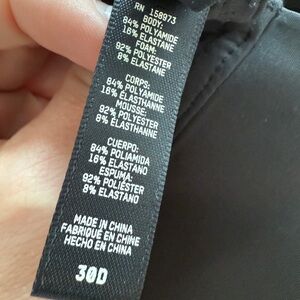 RN 158973
BODY:
84% POLYAMIDE
16% ELASTANE
FOAM:
92% POLYESTER
8% ELASTANE
CORPS:
84% POLYAMIDE
16% ÉLASTHANNE
MOUSSE:
92% POLYESTER
8% ÉLASTHANNE
CUERPO:
84% POLIAMIDA
16% ELASTANO
ESPUMA:
92% POLIÉSTER
8% ELASTANO
MADE IN CHINA
FABRIQUÉ EN CHINE
HECHO EN CHINA
30D